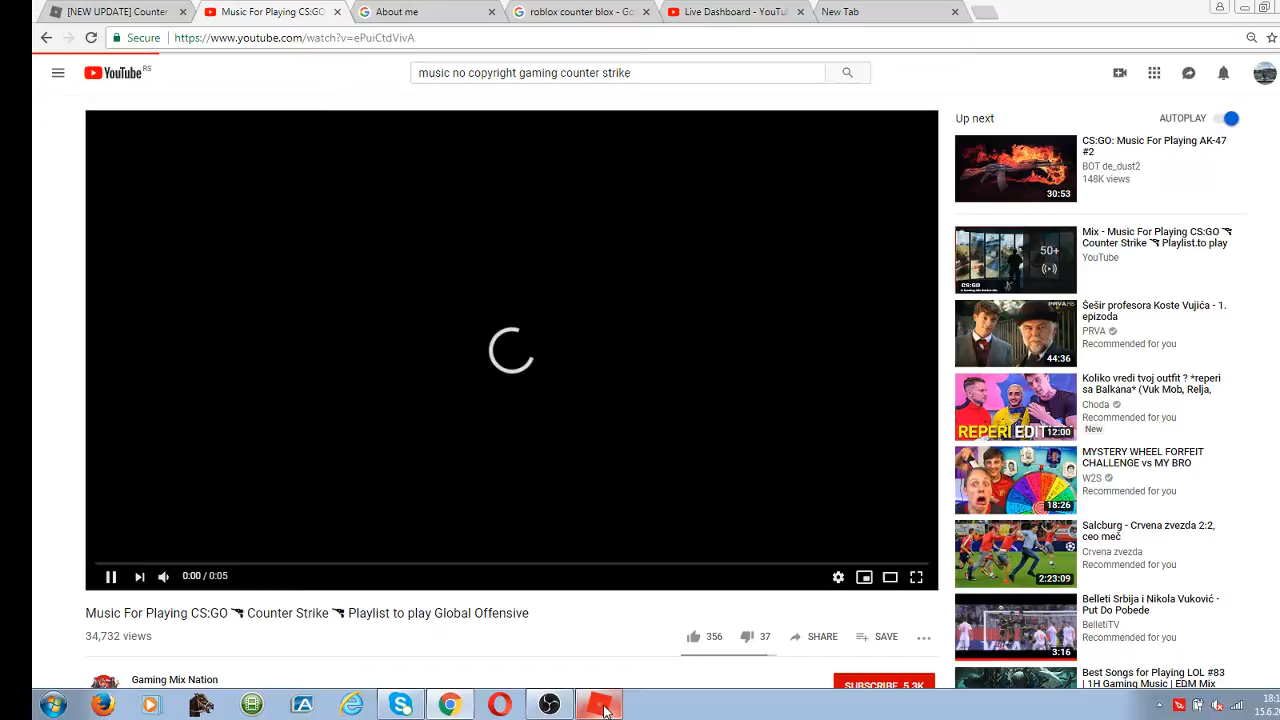 [NEW UPDATE] Counter
Music For Playing CS:GO
About me
roblox counter blox - Go
Live Dashboard - YouTu
New Tab
Secure
https://www.youtube.com/watch?v=ePuiCtdVivA
YouTube RS
music no copyright gaming counter strike
Up next
AUTOPLAY
CS:GO: Music For Playing AK-47
#2
BOT de_dust2
148K views
30:53
Mix - Music For Playing CS:GO
Counter Strike Playlist.to play
YouTube
50+
CS:GO
Šešir profesora Koste Vujića - 1.
epizoda
PRVA
Recommended for you
PRVA.RS
44:36
Koliko vredi tvoj outfit ? *reperi
sa Balkana* (Vuk Mob, Relja,
Choda
Recommended for you
New
REPERI EDIT
12:00
MYSTERY WHEEL FORFEIT
CHALLENGE vs MY BRO
W2S
Recommended for you
18:26
Salcburg - Crvena zvezda 2:2,
ceo meč
Crvena zvezda
Recommended for you
2:23:09
Belleti Srbija i Nikola Vuković -
Put Do Pobede
BelletiTV
Recommended for you
3:16
Best Songs for Playing LOL #83
| 1H Gaming Music | EDM Mix
0:00 / 0:05
Music For Playing CS:GO Counter Strike Playlist to play Global Offensive
34,732 views
356
37
SHARE
SAVE
Gaming Mix Nation
SUBSCRIBE 5.3K
18:1
15.6.20